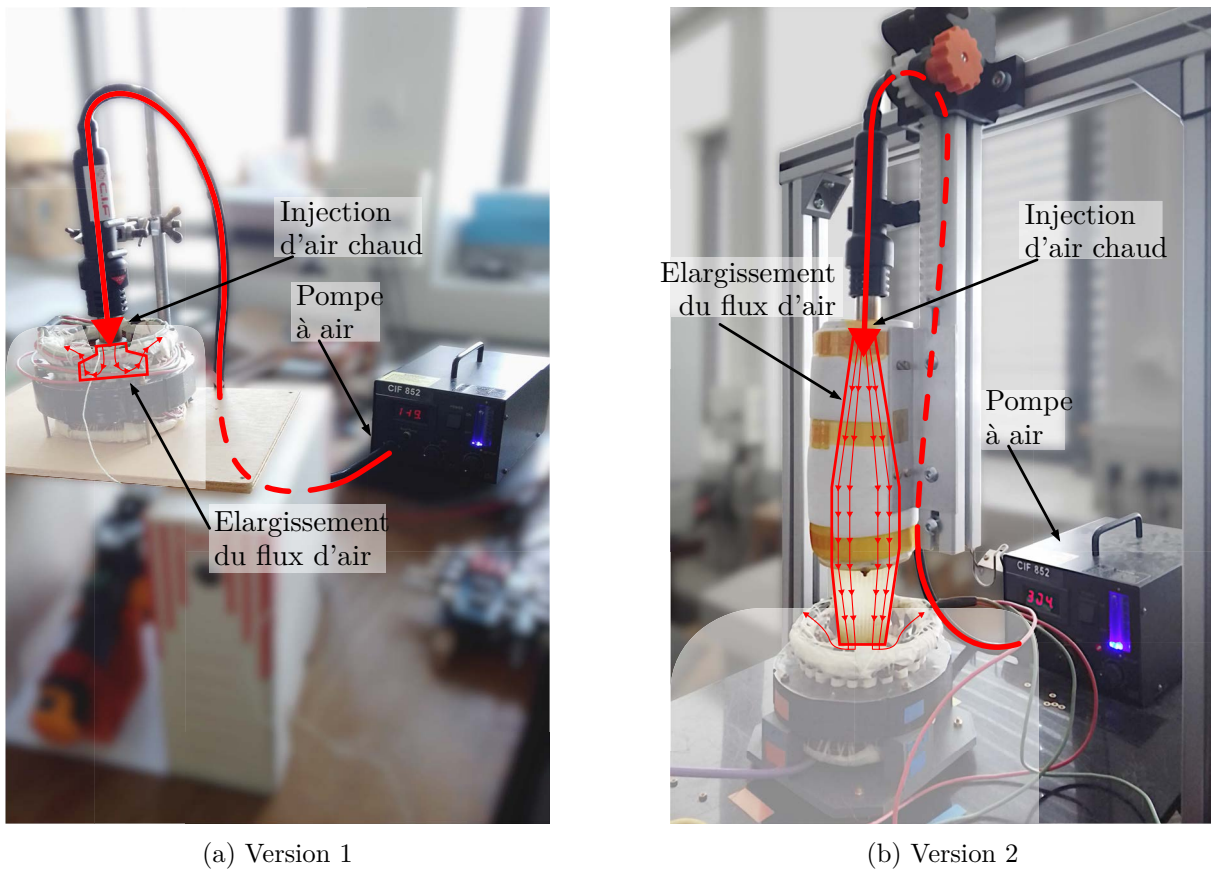 Injection
d'air chaud
Pompe
à air
CIF 852
149.
Elargissement
du flux d'air
(a) Version 1
Injection
d'air chaud
Elargissement
du flux d'air
Pompe
à air
CIF 852
304
(b) Version 2